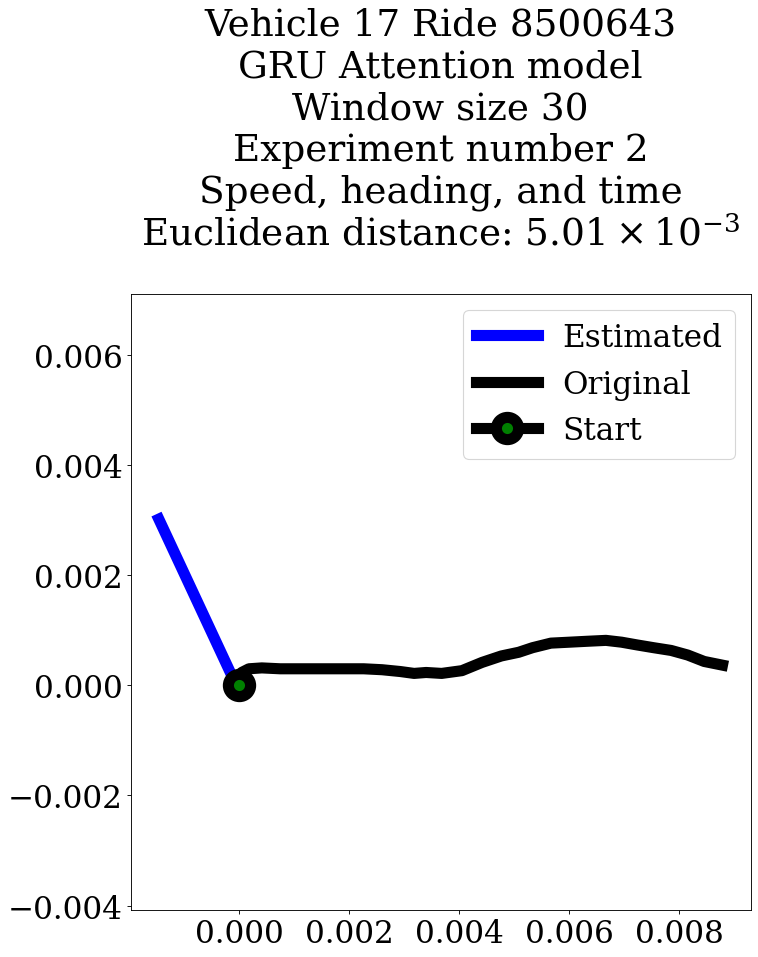 Vehicle 17 Ride 8500643
GRU Attention model
Window size 30
Experiment number 2
Speed, heading, and time
Euclidean distance: 5.01 × 10⁻³
Estimated
Original
Start
0.006
0.004
0.002
0.000
−0.002
−0.004
0.000 0.002 0.004 0.006 0.008